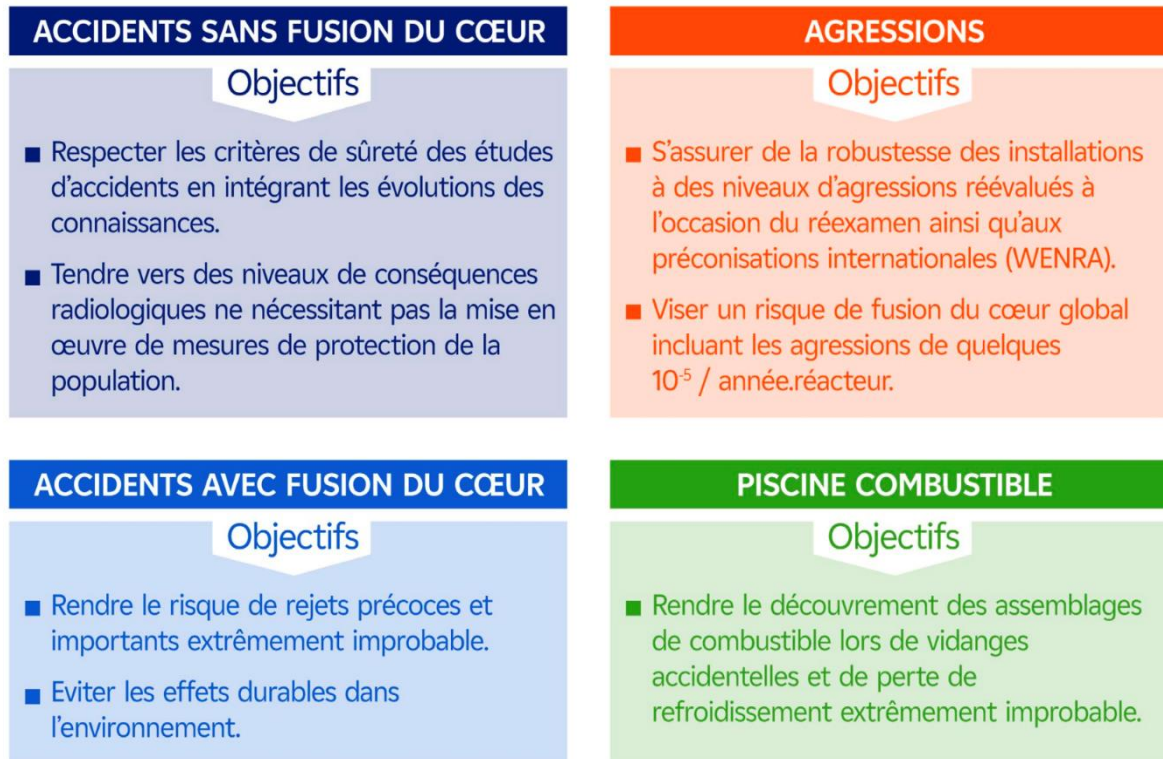 ACCIDENTS SANS FUSION DU CŒUR
Objectifs
■ Respecter les critères de sûreté des études
d’accidents en intégrant les évolutions des
connaissances.
■ Tendre vers des niveaux de conséquences
radiologiques ne nécessitant pas la mise en
œuvre de mesures de protection de la
population.
AGRESSIONS
Objectifs
■ S’assurer de la robustesse des installations
à des niveaux d’agressions réévalués à
l’occasion du réexamen ainsi qu’aux
préconisations internationales (WENRA).
■ Viser un risque de fusion du cœur global
incluant les agressions de quelques
10⁻⁵ / année.réacteur.
ACCIDENTS AVEC FUSION DU CŒUR
Objectifs
■ Rendre le risque de rejets précoces et
importants extrêmement improbable.
■ Eviter les effets durables dans
l’environnement.
PISCINE COMBUSTIBLE
Objectifs
■ Rendre le découvrement des assemblages
de combustible lors de vidanges
accidentelles et de perte de
refroidissement extrêmement improbable.